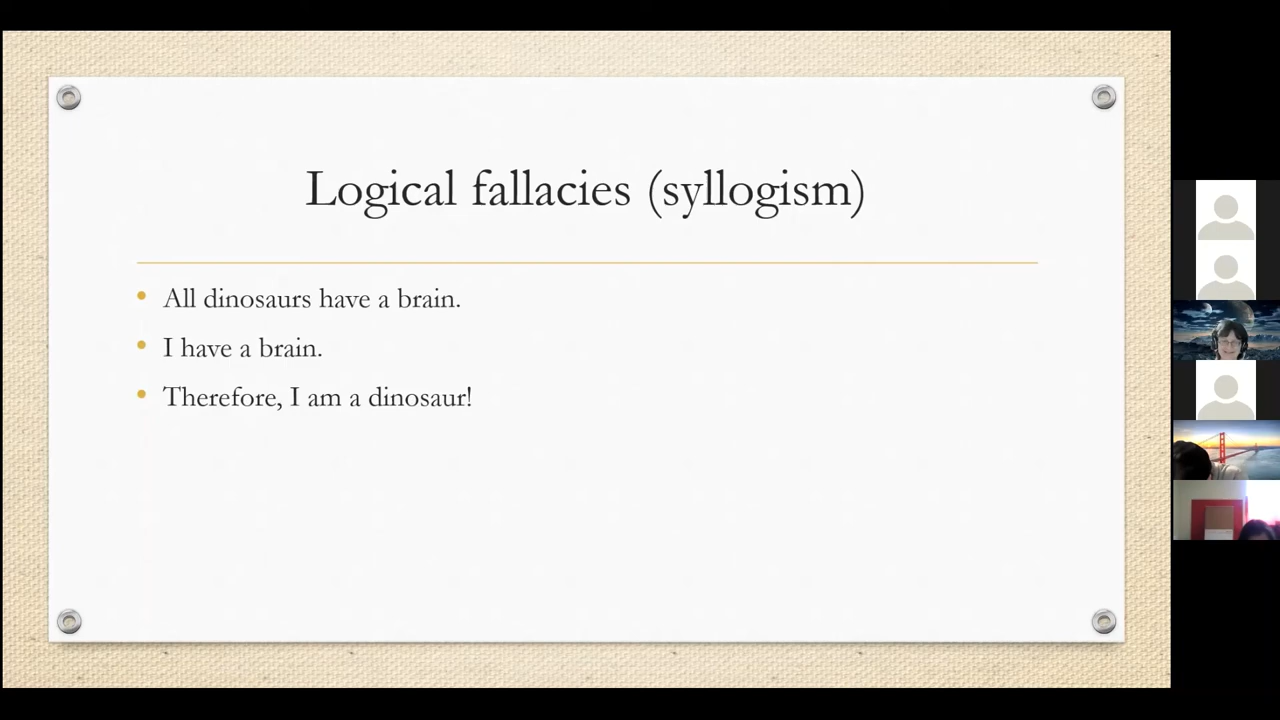 Logical fallacies (syllogism)
All dinosaurs have a brain.
I have a brain.
Therefore, I am a dinosaur!